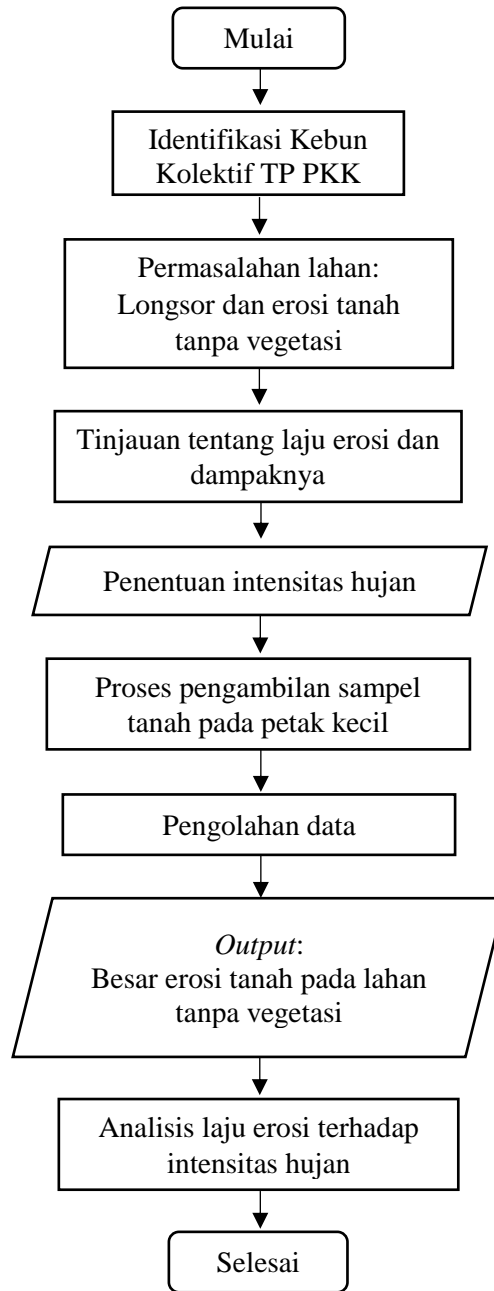 Mulai
Identifikasi Kebun
Kolektif TP PKK
Permasalahan lahan:
Longsor dan erosi tanah
tanpa vegetasi
Tinjauan tentang laju erosi dan
dampaknya
Penentuan intensitas hujan
Proses pengambilan sampel
tanah pada petak kecil
Pengolahan data
Output:
Besar erosi tanah pada lahan
tanpa vegetasi
Analisis laju erosi terhadap
intensitas hujan
Selesai